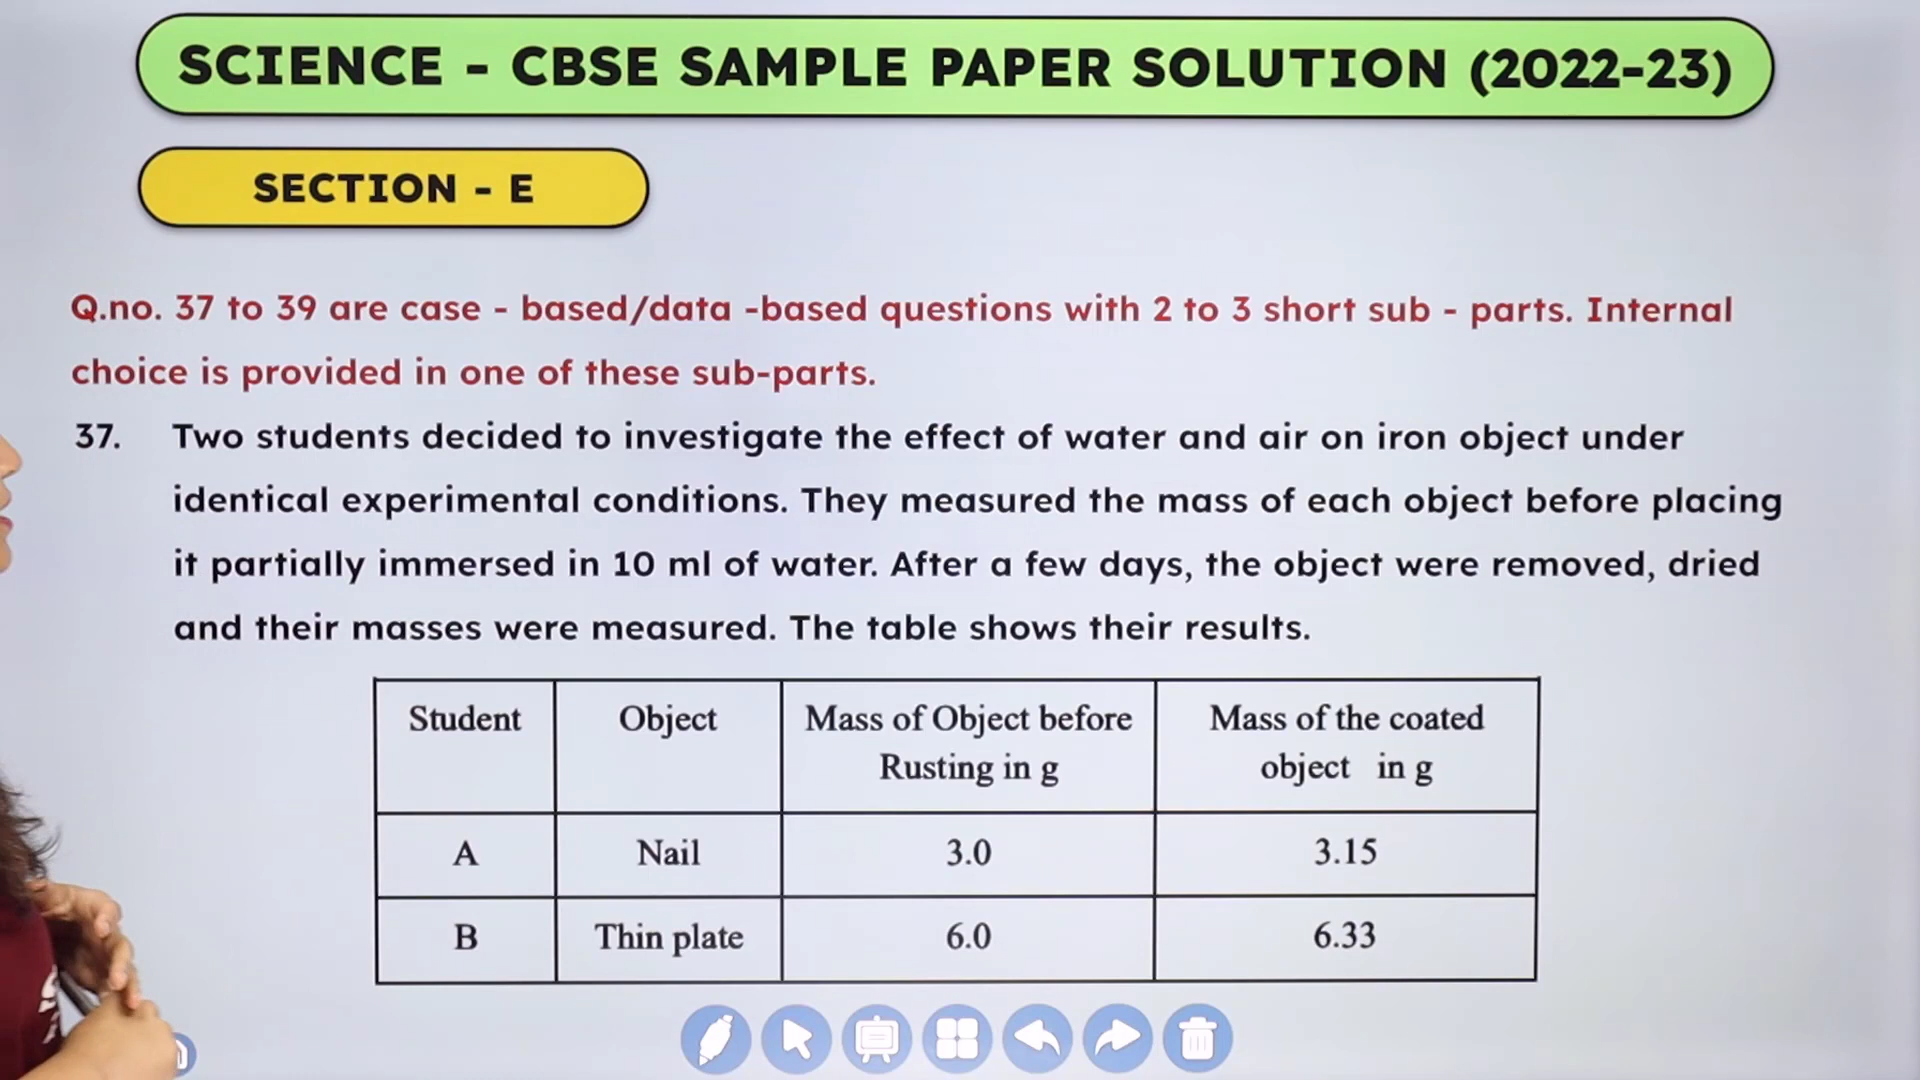 SCIENCE - CBSE SAMPLE PAPER SOLUTION (2022-23)
SECTION - E
Q.no. 37 to 39 are case - based/data -based questions with 2 to 3 short sub - parts. Internal
choice is provided in one of these sub-parts.
37. Two students decided to investigate the effect of water and air on iron object under
identical experimental conditions. They measured the mass of each object before placing
it partially immersed in 10 ml of water. After a few days, the object were removed, dried
and their masses were measured. The table shows their results.
Student Object Mass of Object before Mass of the coated
Rusting in g object in g
A Nail 3.0 3.15
B Thin plate 6.0 6.33